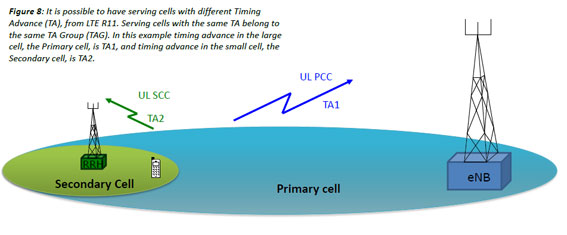 Figure 8: It is possible to have serving cells with different Timing
Advance (TA), from LTE R11. Serving cells with the same TA belong to
the same TA Group (TAG). In this example timing advance in the large
cell, the Primary cell, is TA1, and timing advance in the small cell, the
Secondary cell, is TA2.
UL PCC
UL SCC
TA1
TA2
RRH
eNB
Secondary Cell
Primary cell